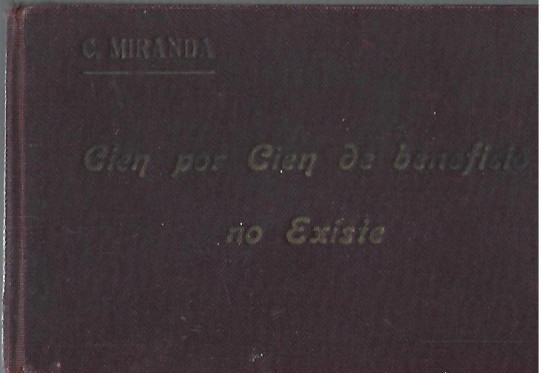 C. MIRANDA
Cien por Cien de beneficio
no Existe